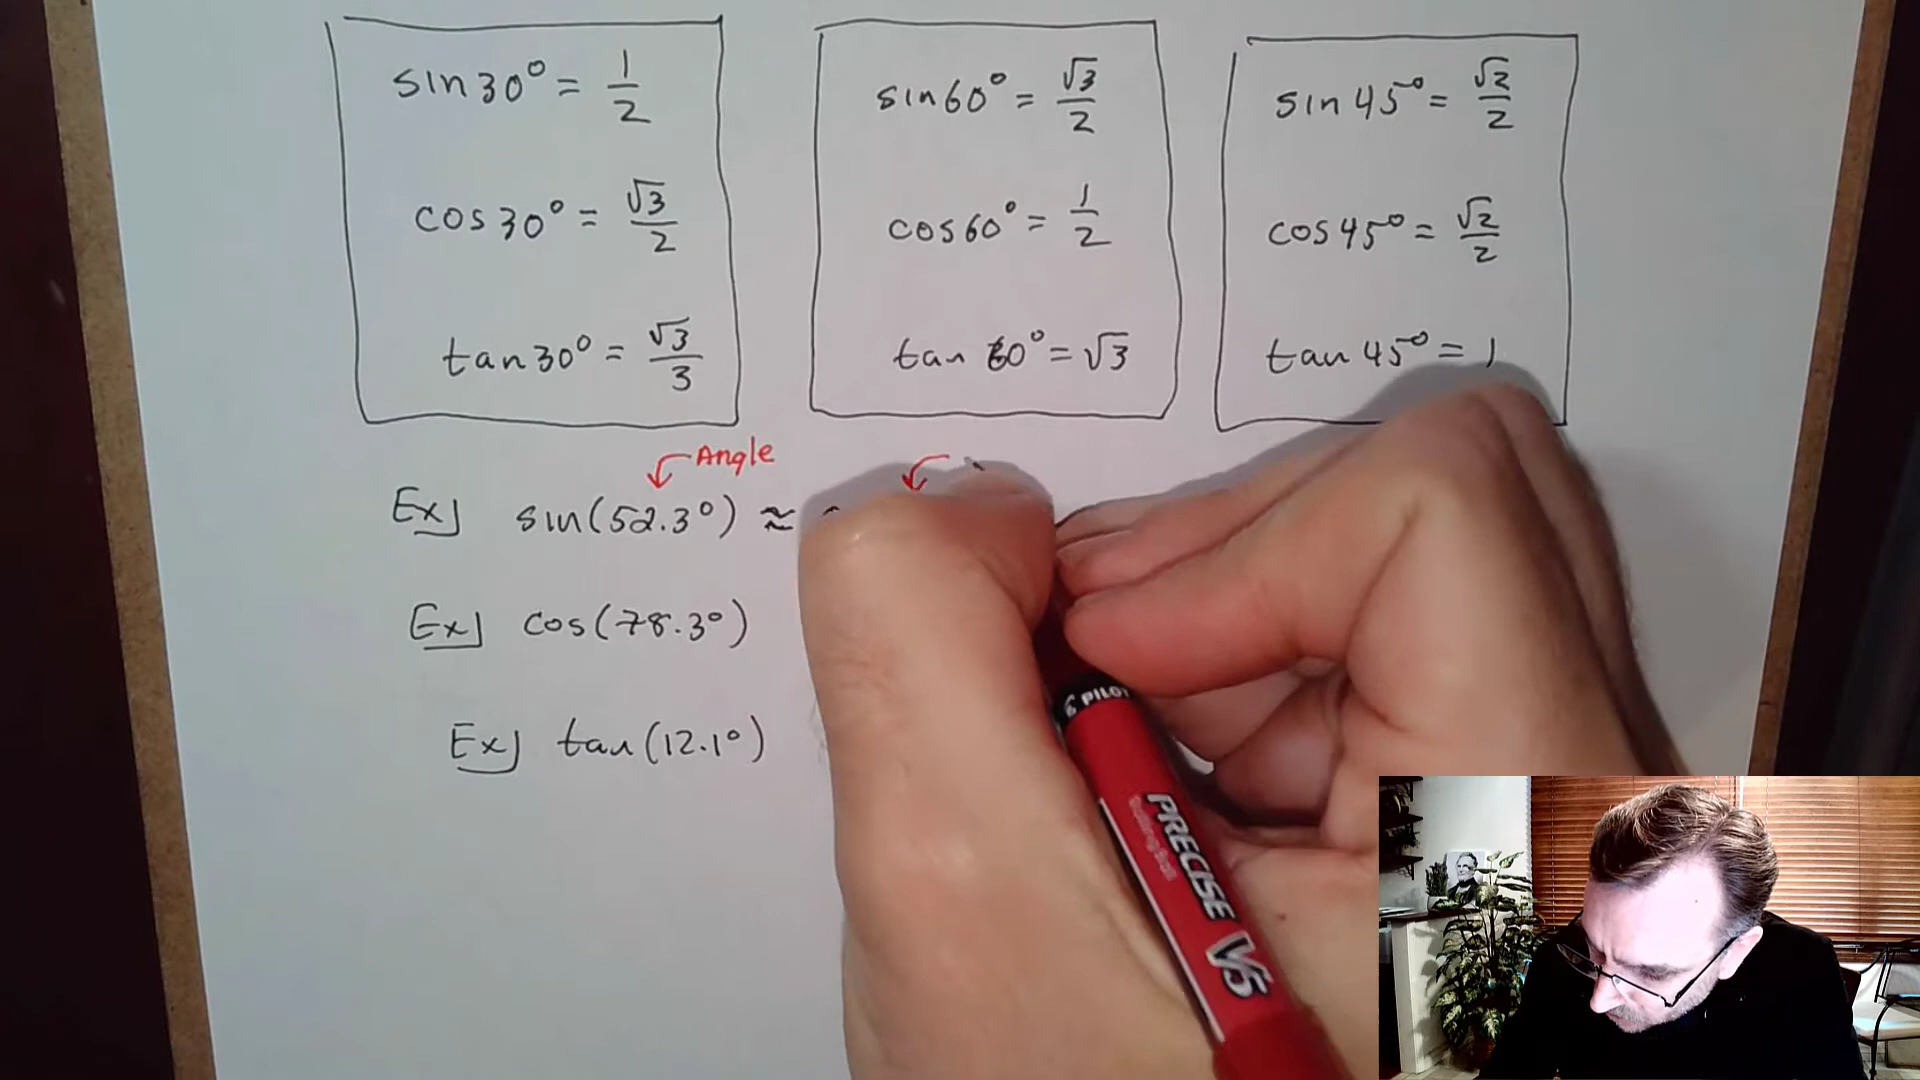 sin 30° = 1/2
cos 30° = √3/2
tan 30° = √3/3
sin 60° = √3/2
cos 60° = 1/2
tan 60° = √3
sin 45° = √2/2
cos 45° = √2/2
tan 45° = 1
Angle
Ex] sin(52.3°) ≈
Ex] cos(78.3°)
Ex] tan(12.1°)
PILOT
PRECISE V5